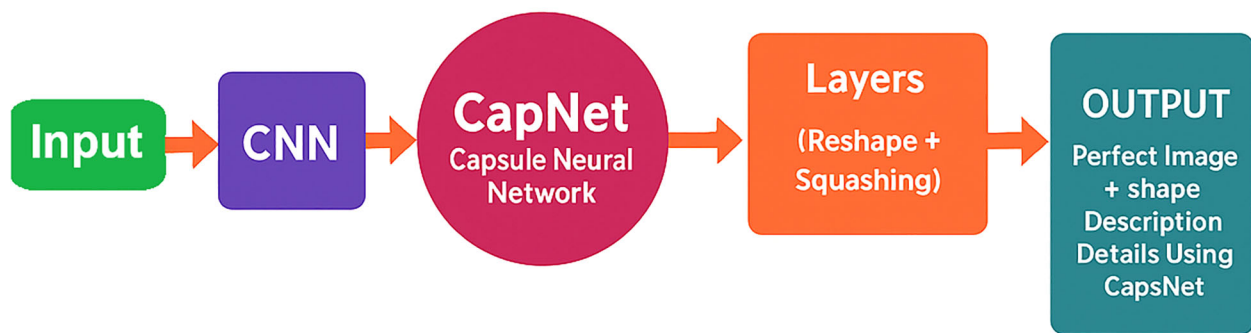 Input
CNN
CapNet
Capsule Neural
Network
Layers
(Reshape +
Squashing)
OUTPUT
Perfect Image
+ shape
Description
Details Using
CapsNet